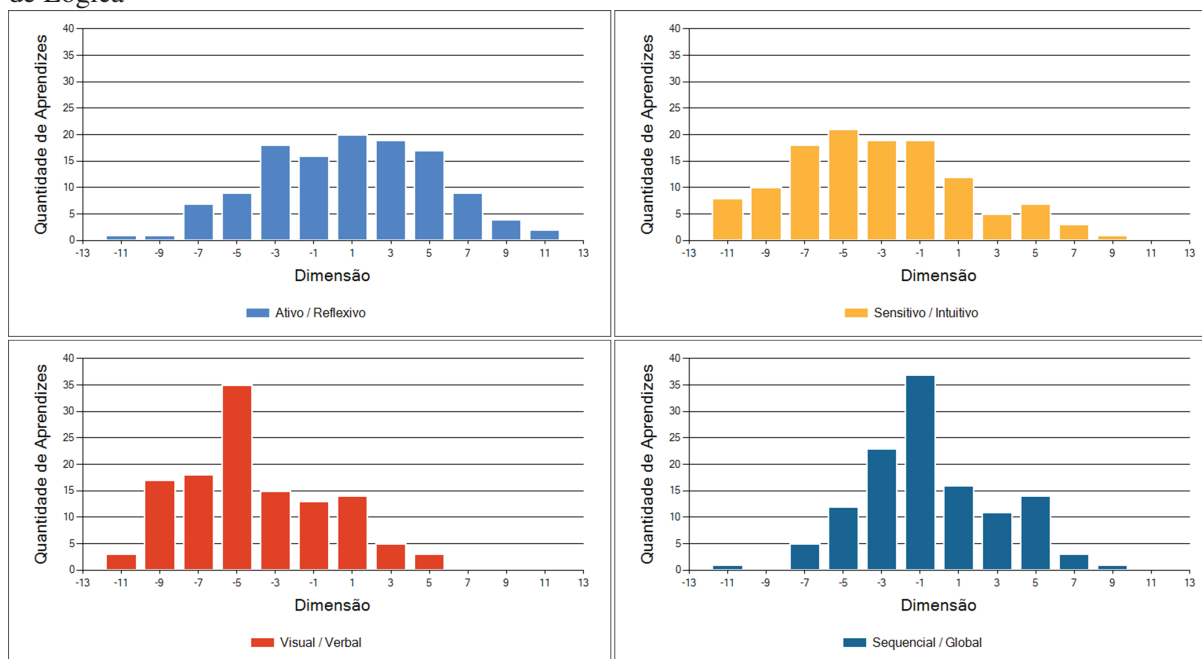 de Lógica
Quantidade de Aprendizes
40
35
30
25
20
15
10
5
0
-13 -11 -9 -7 -5 -3 -1 1 3 5 7 9 11 13
Dimensão
Ativo / Reflexivo
Quantidade de Aprendizes
40
35
30
25
20
15
10
5
0
-13 -11 -9 -7 -5 -3 -1 1 3 5 7 9 11 13
Dimensão
Sensitivo / Intuitivo
Quantidade de Aprendizes
40
35
30
25
20
15
10
5
0
-13 -11 -9 -7 -5 -3 -1 1 3 5 7 9 11 13
Dimensão
Visual / Verbal
Quantidade de Aprendizes
40
35
30
25
20
15
10
5
0
-13 -11 -9 -7 -5 -3 -1 1 3 5 7 9 11 13
Dimensão
Sequencial / Global